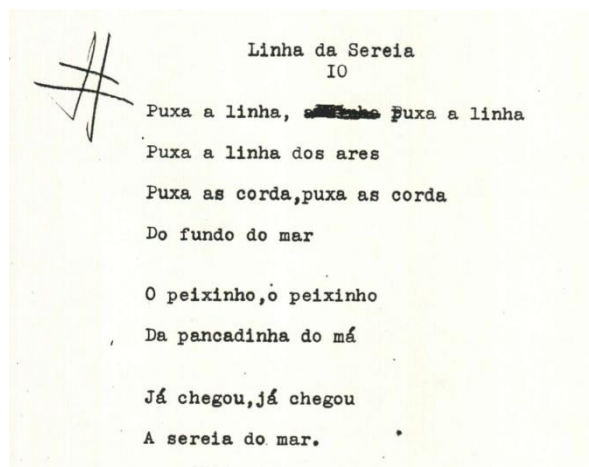 Linha da Sereia
IO
Puxa a linha, puxa a linha
Puxa a linha dos ares
Puxa as corda,puxa as corda
Do fundo do mar
O peixinho,o peixinho
Da pancadinha do má
Já chegou,já chegou
A sereia do mar.